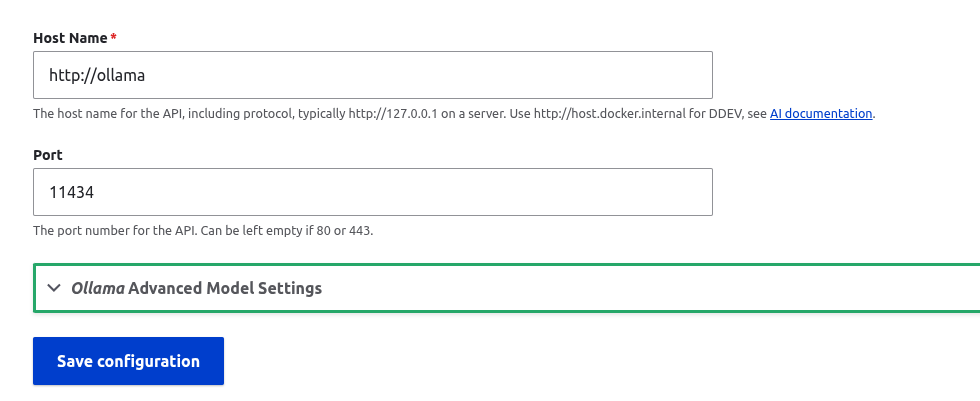 Host Name*
http://ollama
The host name for the API, including protocol, typically http://127.0.0.1 on a server. Use http://host.docker.internal for DDEV, see AI documentation.
Port
11434
The port number for the API. Can be left empty if 80 or 443.
Ollama Advanced Model Settings
Save configuration